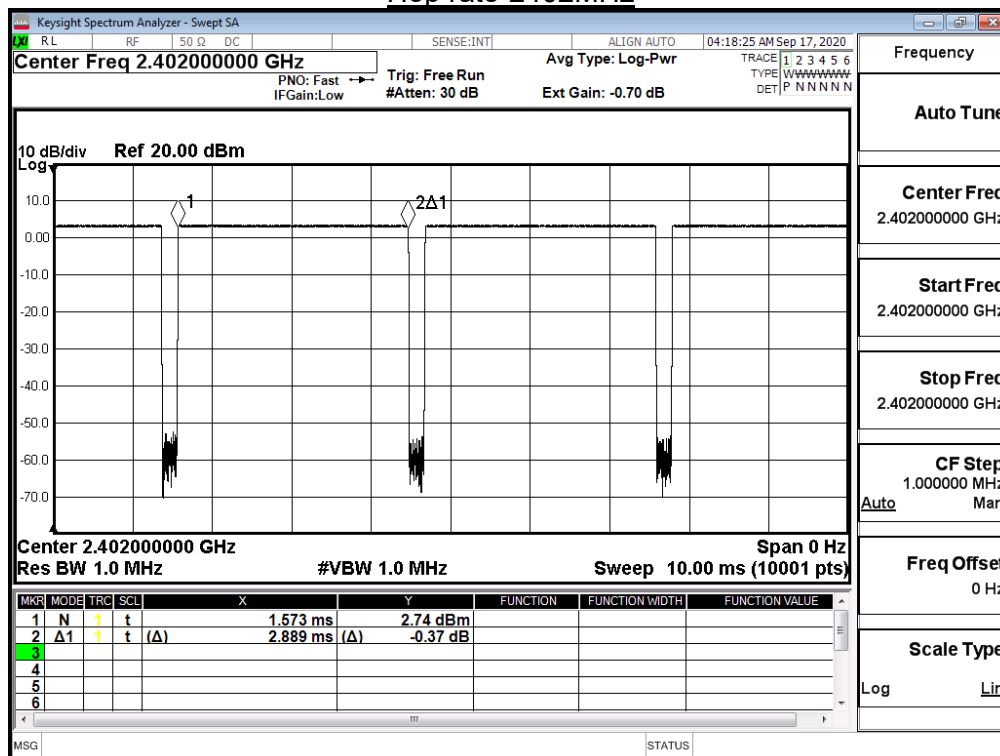 Hop rate 2402MHz
Keysight Spectrum Analyzer - Swept SA
LXI RL RF 50 Ω DC SENSE:INT ALIGN AUTO 04:18:25 AM Sep 17, 2020
Center Freq 2.402000000 GHz
PNO: Fast
IFGain:Low
Trig: Free Run
#Atten: 30 dB
Avg Type: Log-Pwr
Ext Gain: -0.70 dB
TRACE 1 2 3 4 5 6
TYPE WWWWWW
DET P N N N N N
10 dB/div Ref 20.00 dBm
Log
10.0
0.00
-10.0
-20.0
-30.0
-40.0
-50.0
-60.0
-70.0
1
2Δ1
Center 2.402000000 GHz Span 0 Hz
Res BW 1.0 MHz #VBW 1.0 MHz Sweep 10.00 ms (10001 pts)
MKR MODE TRC SCL X Y FUNCTION FUNCTION WIDTH FUNCTION VALUE
1 N 1 t 1.573 ms 2.74 dBm
2 Δ1 1 t (Δ) 2.889 ms (Δ) -0.37 dB
3
4
5
6
MSG STATUS
Frequency
Auto Tune
Center Freq
2.402000000 GHz
Start Freq
2.402000000 GHz
Stop Freq
2.402000000 GHz
CF Step
1.000000 MHz
Auto Man
Freq Offset
0 Hz
Scale Type
Log Lin